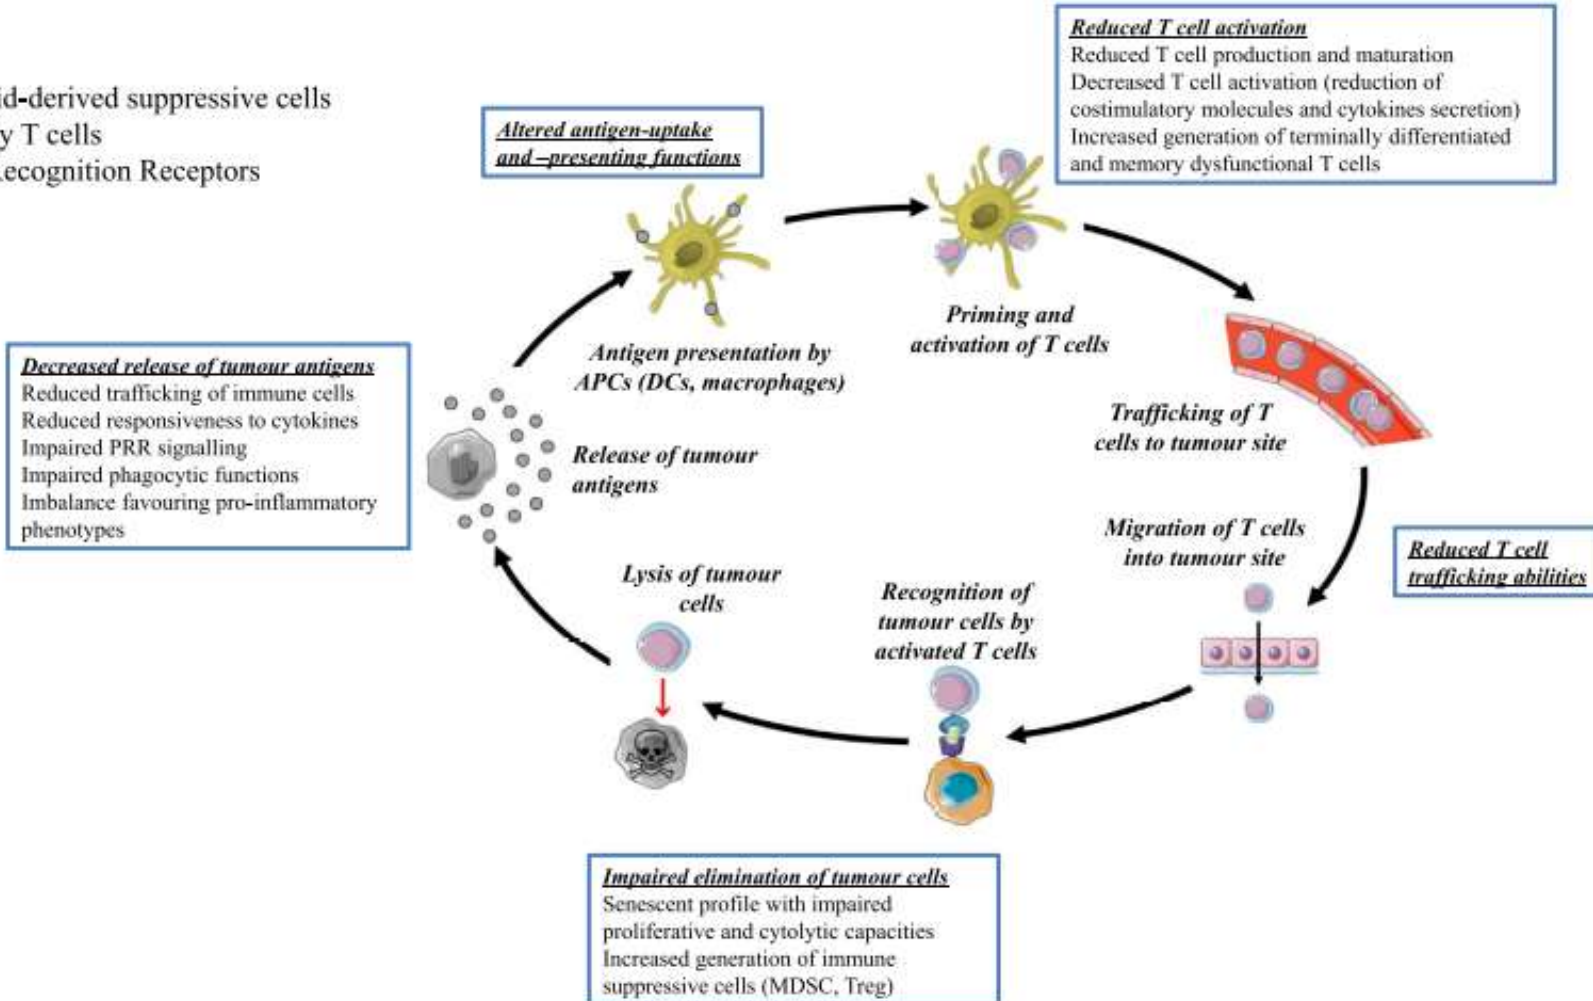 id-derived suppressive cells
y T cells
Recognition Receptors
Reduced T cell activation
Reduced T cell production and maturation
Decreased T cell activation (reduction of
costimulatory molecules and cytokines secretion)
Increased generation of terminally differentiated
and memory dysfunctional T cells
Altered antigen-uptake
and –presenting functions
Priming and
activation of T cells
Antigen presentation by
APCs (DCs, macrophages)
Decreased release of tumour antigens
Reduced trafficking of immune cells
Reduced responsiveness to cytokines
Impaired PRR signalling
Impaired phagocytic functions
Imbalance favouring pro-inflammatory
phenotypes
Release of tumour
antigens
Trafficking of T
cells to tumour site
Migration of T cells
into tumour site
Reduced T cell
trafficking abilities
Lysis of tumour
cells
Recognition of
tumour cells by
activated T cells
Impaired elimination of tumour cells
Senescent profile with impaired
proliferative and cytolytic capacities
Increased generation of immune
suppressive cells (MDSC, Treg)